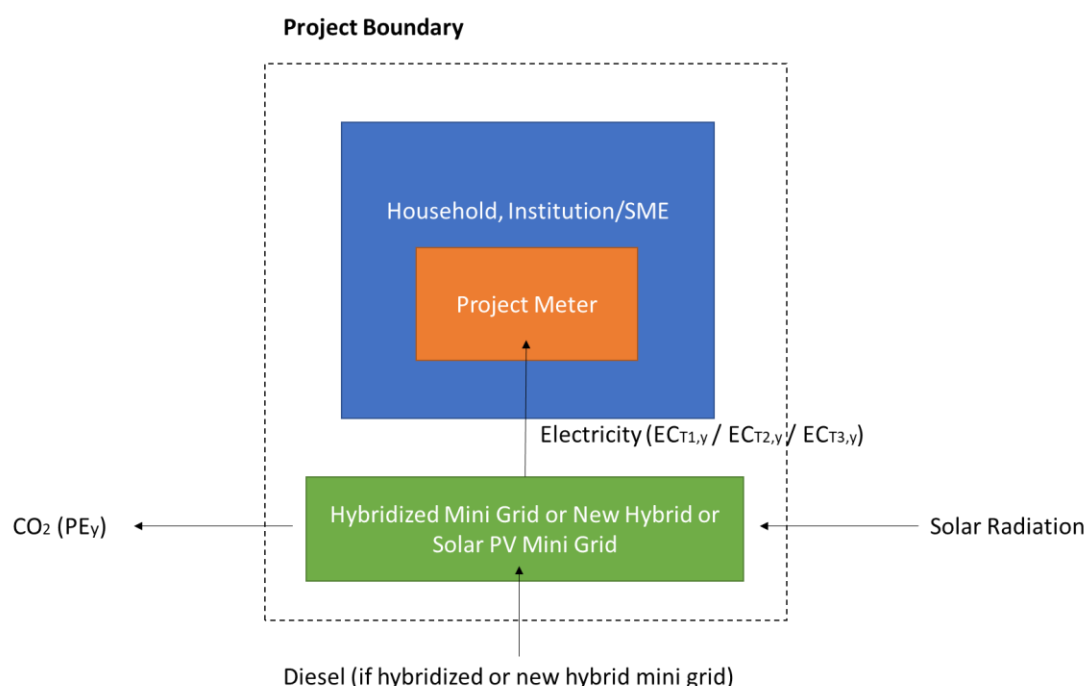 Project Boundary
Household, Institution/SME
Project Meter
Electricity (ECT1,y / ECT2,y / ECT3,y)
Hybridized Mini Grid or New Hybrid or
Solar PV Mini Grid
CO2 (PEy)
Solar Radiation
Diesel (if hybridized or new hybrid mini grid)